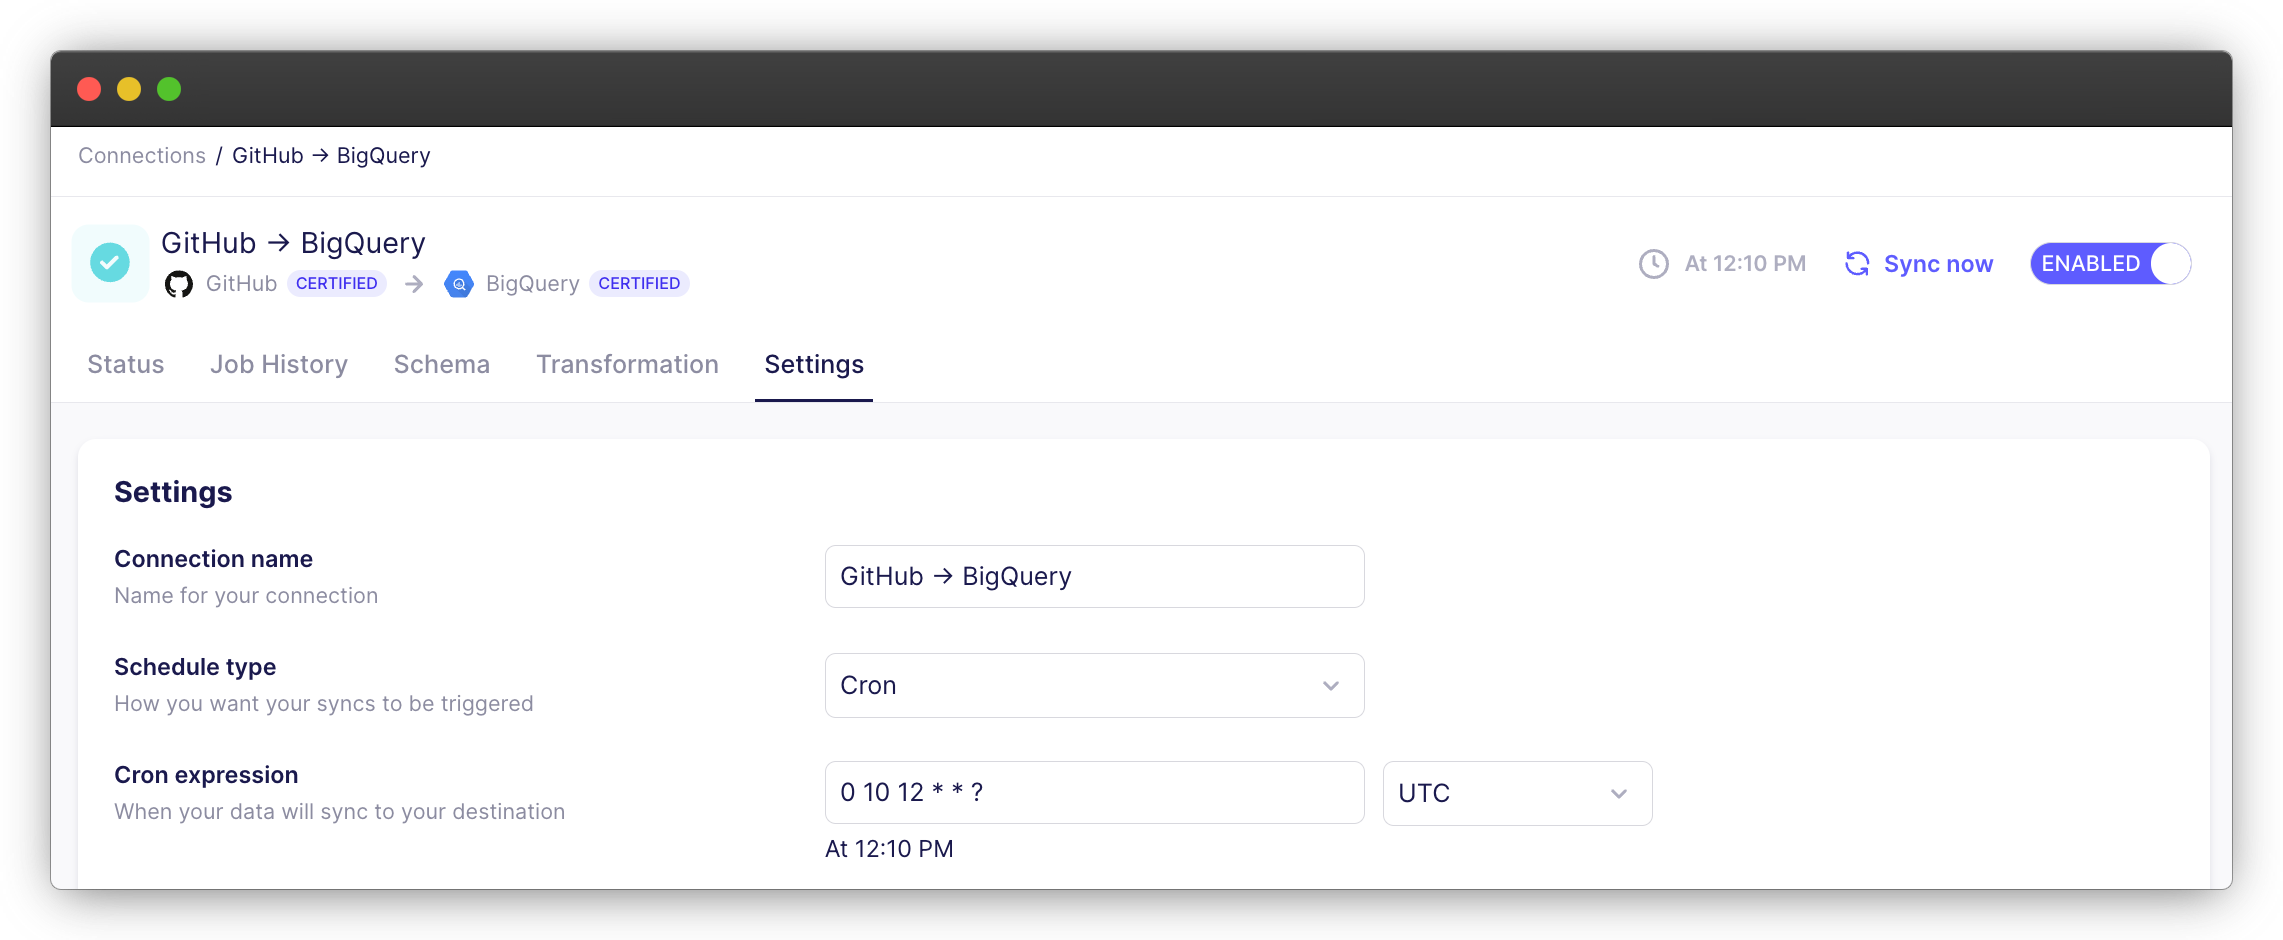 Connections / GitHub → BigQuery
GitHub → BigQuery
GitHub CERTIFIED → BigQuery CERTIFIED
At 12:10 PM Sync now ENABLED
Status Job History Schema Transformation Settings
Settings
Connection name
Name for your connection
GitHub → BigQuery
Schedule type
How you want your syncs to be triggered
Cron
Cron expression
When your data will sync to your destination
0 10 12 * * ? UTC
At 12:10 PM